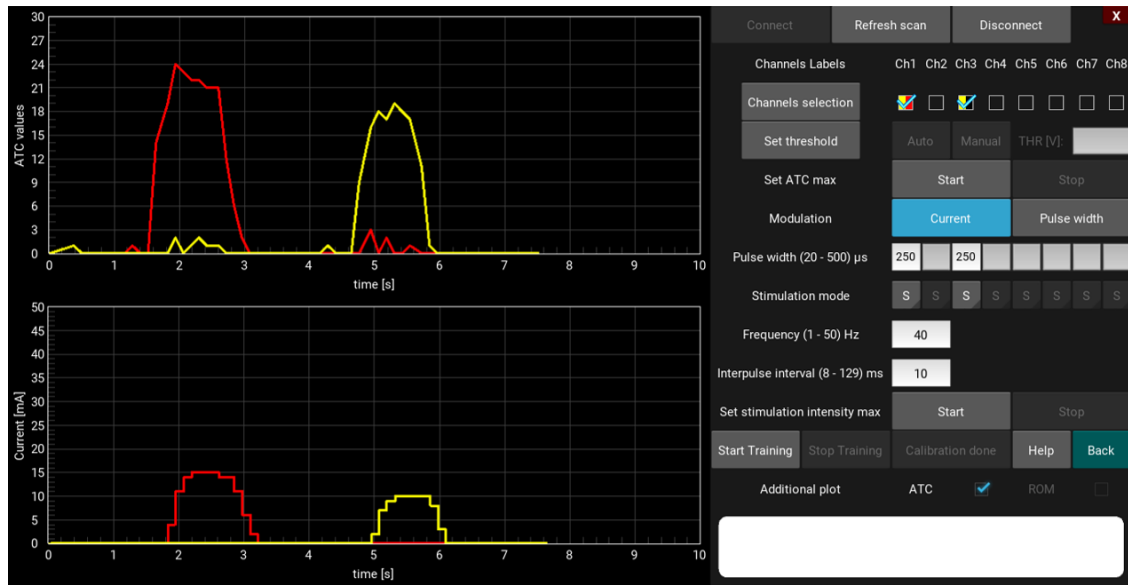 Connect Refresh scan Disconnect X
Channels Labels Ch1 Ch2 Ch3 Ch4 Ch5 Ch6 Ch7 Ch8
Channels selection
Set threshold Auto Manual THR [V]:
Set ATC max Start Stop
Modulation Current Pulse width
Pulse width (20 - 500) μs 250 250
Stimulation mode S S S S S S S S
Frequency (1 - 50) Hz 40
Interpulse interval (8 - 129) ms 10
Set stimulation intensity max Start Stop
Start Training Stop Training Calibration done Help Back
Additional plot ATC ROM
ATC values
30
27
24
21
18
15
12
9
6
3
0
0 1 2 3 4 5 6 7 8 9 10
time [s]
Current [mA]
50
45
40
35
30
25
20
15
10
5
0
0 1 2 3 4 5 6 7 8 9 10
time [s]